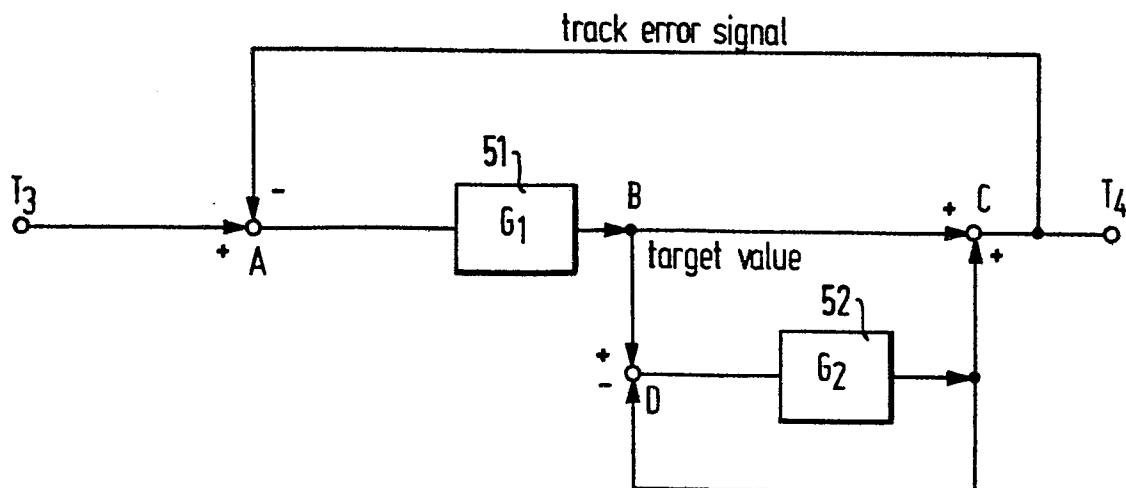 track error signal
51
T3
-
G1
B
+
C
T4
+
A
target value
+
52
+
-
G2
D